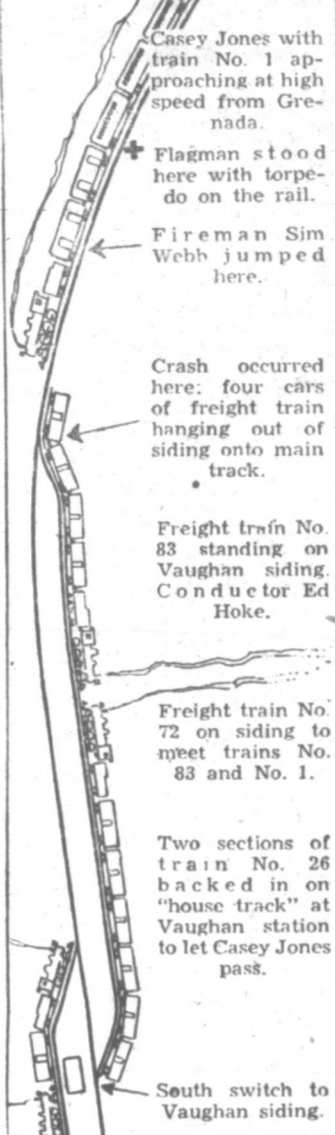 Casey Jones with
train No. 1 ap-
proaching at high
speed from Gre-
nada.
Flagman stood
here with torpe-
do on the rail.
Fireman Sim
Webb jumped
here.
Crash occurred
here; four cars
of freight train
hanging out of
siding onto main
track.
Freight train No.
83 standing on
Vaughan siding.
Conductor Ed
Hoke.
Freight train No.
72 on siding to
meet trains No.
83 and No. 1.
Two sections of
train No. 26
backed in on
"house track" at
Vaughan station
to let Casey Jones
pass.
South switch to
Vaughan siding.